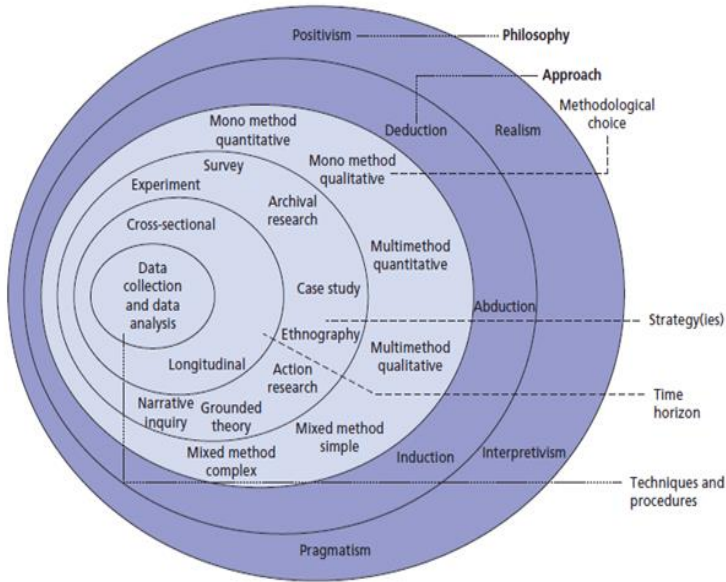 Positivism
Philosophy
Approach
Methodological
choice
Mono method
quantitative
Deduction
Realism
Survey
Mono method
qualitative
Experiment
Archival
research
Cross-sectional
Multimethod
quantitative
Data
collection
and data
analysis
Case study
Abduction
Strategy(ies)
Ethnography
Multimethod
qualitative
Longitudinal
Action
research
Time
horizon
Narrative
inquiry
Grounded
theory
Mixed method
simple
Mixed method
complex
Induction
Interpretivism
Techniques and
procedures
Pragmatism